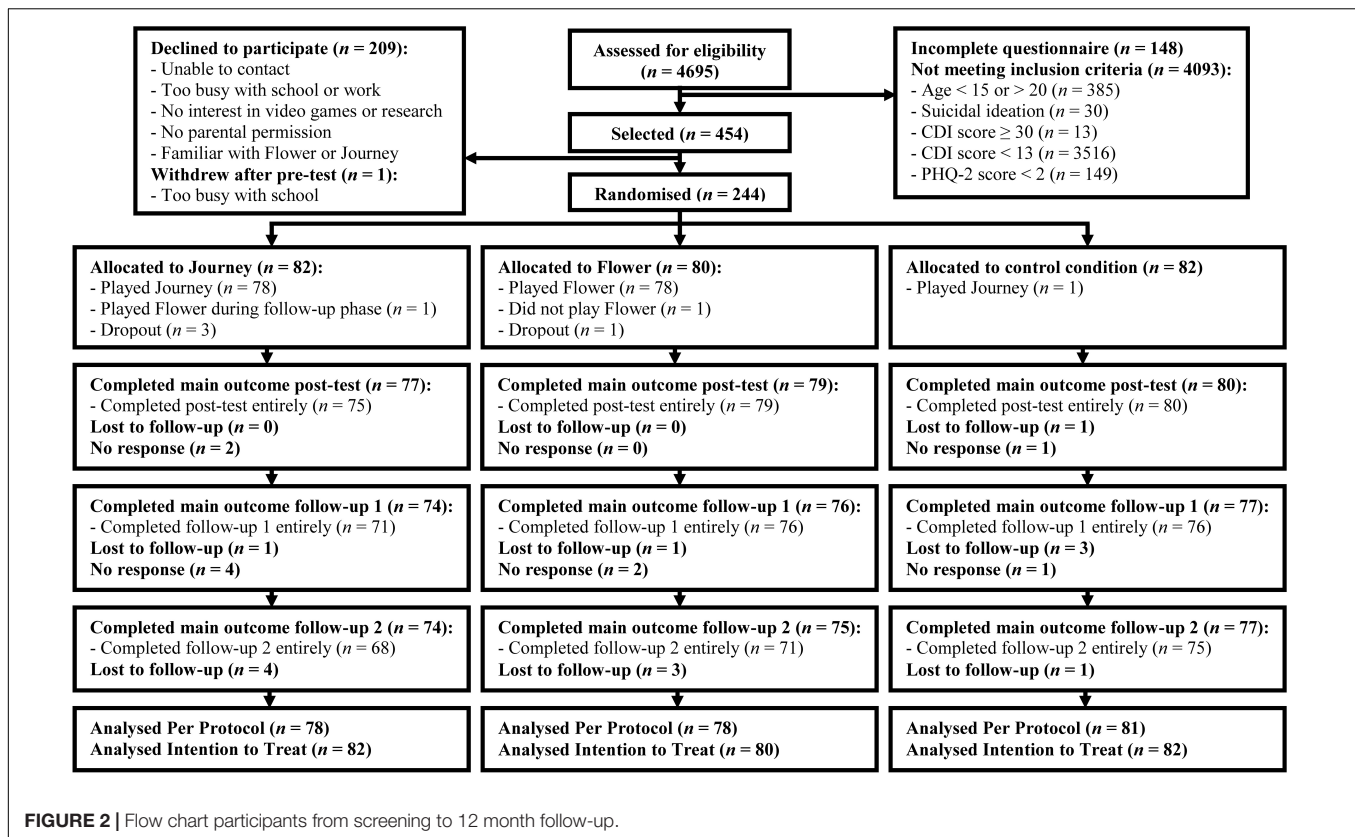 Declined to participate (n = 209):
- Unable to contact
- Too busy with school or work
- No interest in video games or research
- No parental permission
- Familiar with Flower or Journey
Withdrew after pre-test (n = 1):
- Too busy with school
Assessed for eligibility
(n = 4695)
Incomplete questionnaire (n = 148)
Not meeting inclusion criteria (n = 4093):
- Age < 15 or > 20 (n = 385)
- Suicidal ideation (n = 30)
- CDI score ≥ 30 (n = 13)
- CDI score < 13 (n = 3516)
- PHQ-2 score < 2 (n = 149)
Selected (n = 454)
Randomised (n = 244)
Allocated to Journey (n = 82):
- Played Journey (n = 78)
- Played Flower during follow-up phase (n = 1)
- Dropout (n = 3)
Allocated to Flower (n = 80):
- Played Flower (n = 78)
- Did not play Flower (n = 1)
- Dropout (n = 1)
Allocated to control condition (n = 82)
- Played Journey (n = 1)
Completed main outcome post-test (n = 77):
- Completed post-test entirely (n = 75)
Lost to follow-up (n = 0)
No response (n = 2)
Completed main outcome post-test (n = 79):
- Completed post-test entirely (n = 79)
Lost to follow-up (n = 0)
No response (n = 0)
Completed main outcome post-test (n = 80):
- Completed post-test entirely (n = 80)
Lost to follow-up (n = 1)
No response (n = 1)
Completed main outcome follow-up 1 (n = 74):
- Completed follow-up 1 entirely (n = 71)
Lost to follow-up (n = 1)
No response (n = 4)
Completed main outcome follow-up 1 (n = 76):
- Completed follow-up 1 entirely (n = 76)
Lost to follow-up (n = 1)
No response (n = 2)
Completed main outcome follow-up 1 (n = 77):
- Completed follow-up 1 entirely (n = 76)
Lost to follow-up (n = 3)
No response (n = 1)
Completed main outcome follow-up 2 (n = 74):
- Completed follow-up 2 entirely (n = 68)
Lost to follow-up (n = 4)
Completed main outcome follow-up 2 (n = 75):
- Completed follow-up 2 entirely (n = 71)
Lost to follow-up (n = 3)
Completed main outcome follow-up 2 (n = 77):
- Completed follow-up 2 entirely (n = 75)
Lost to follow-up (n = 1)
Analysed Per Protocol (n = 78)
Analysed Intention to Treat (n = 82)
Analysed Per Protocol (n = 78)
Analysed Intention to Treat (n = 80)
Analysed Per Protocol (n = 81)
Analysed Intention to Treat (n = 82)
FIGURE 2 | Flow chart participants from screening to 12 month follow-up.